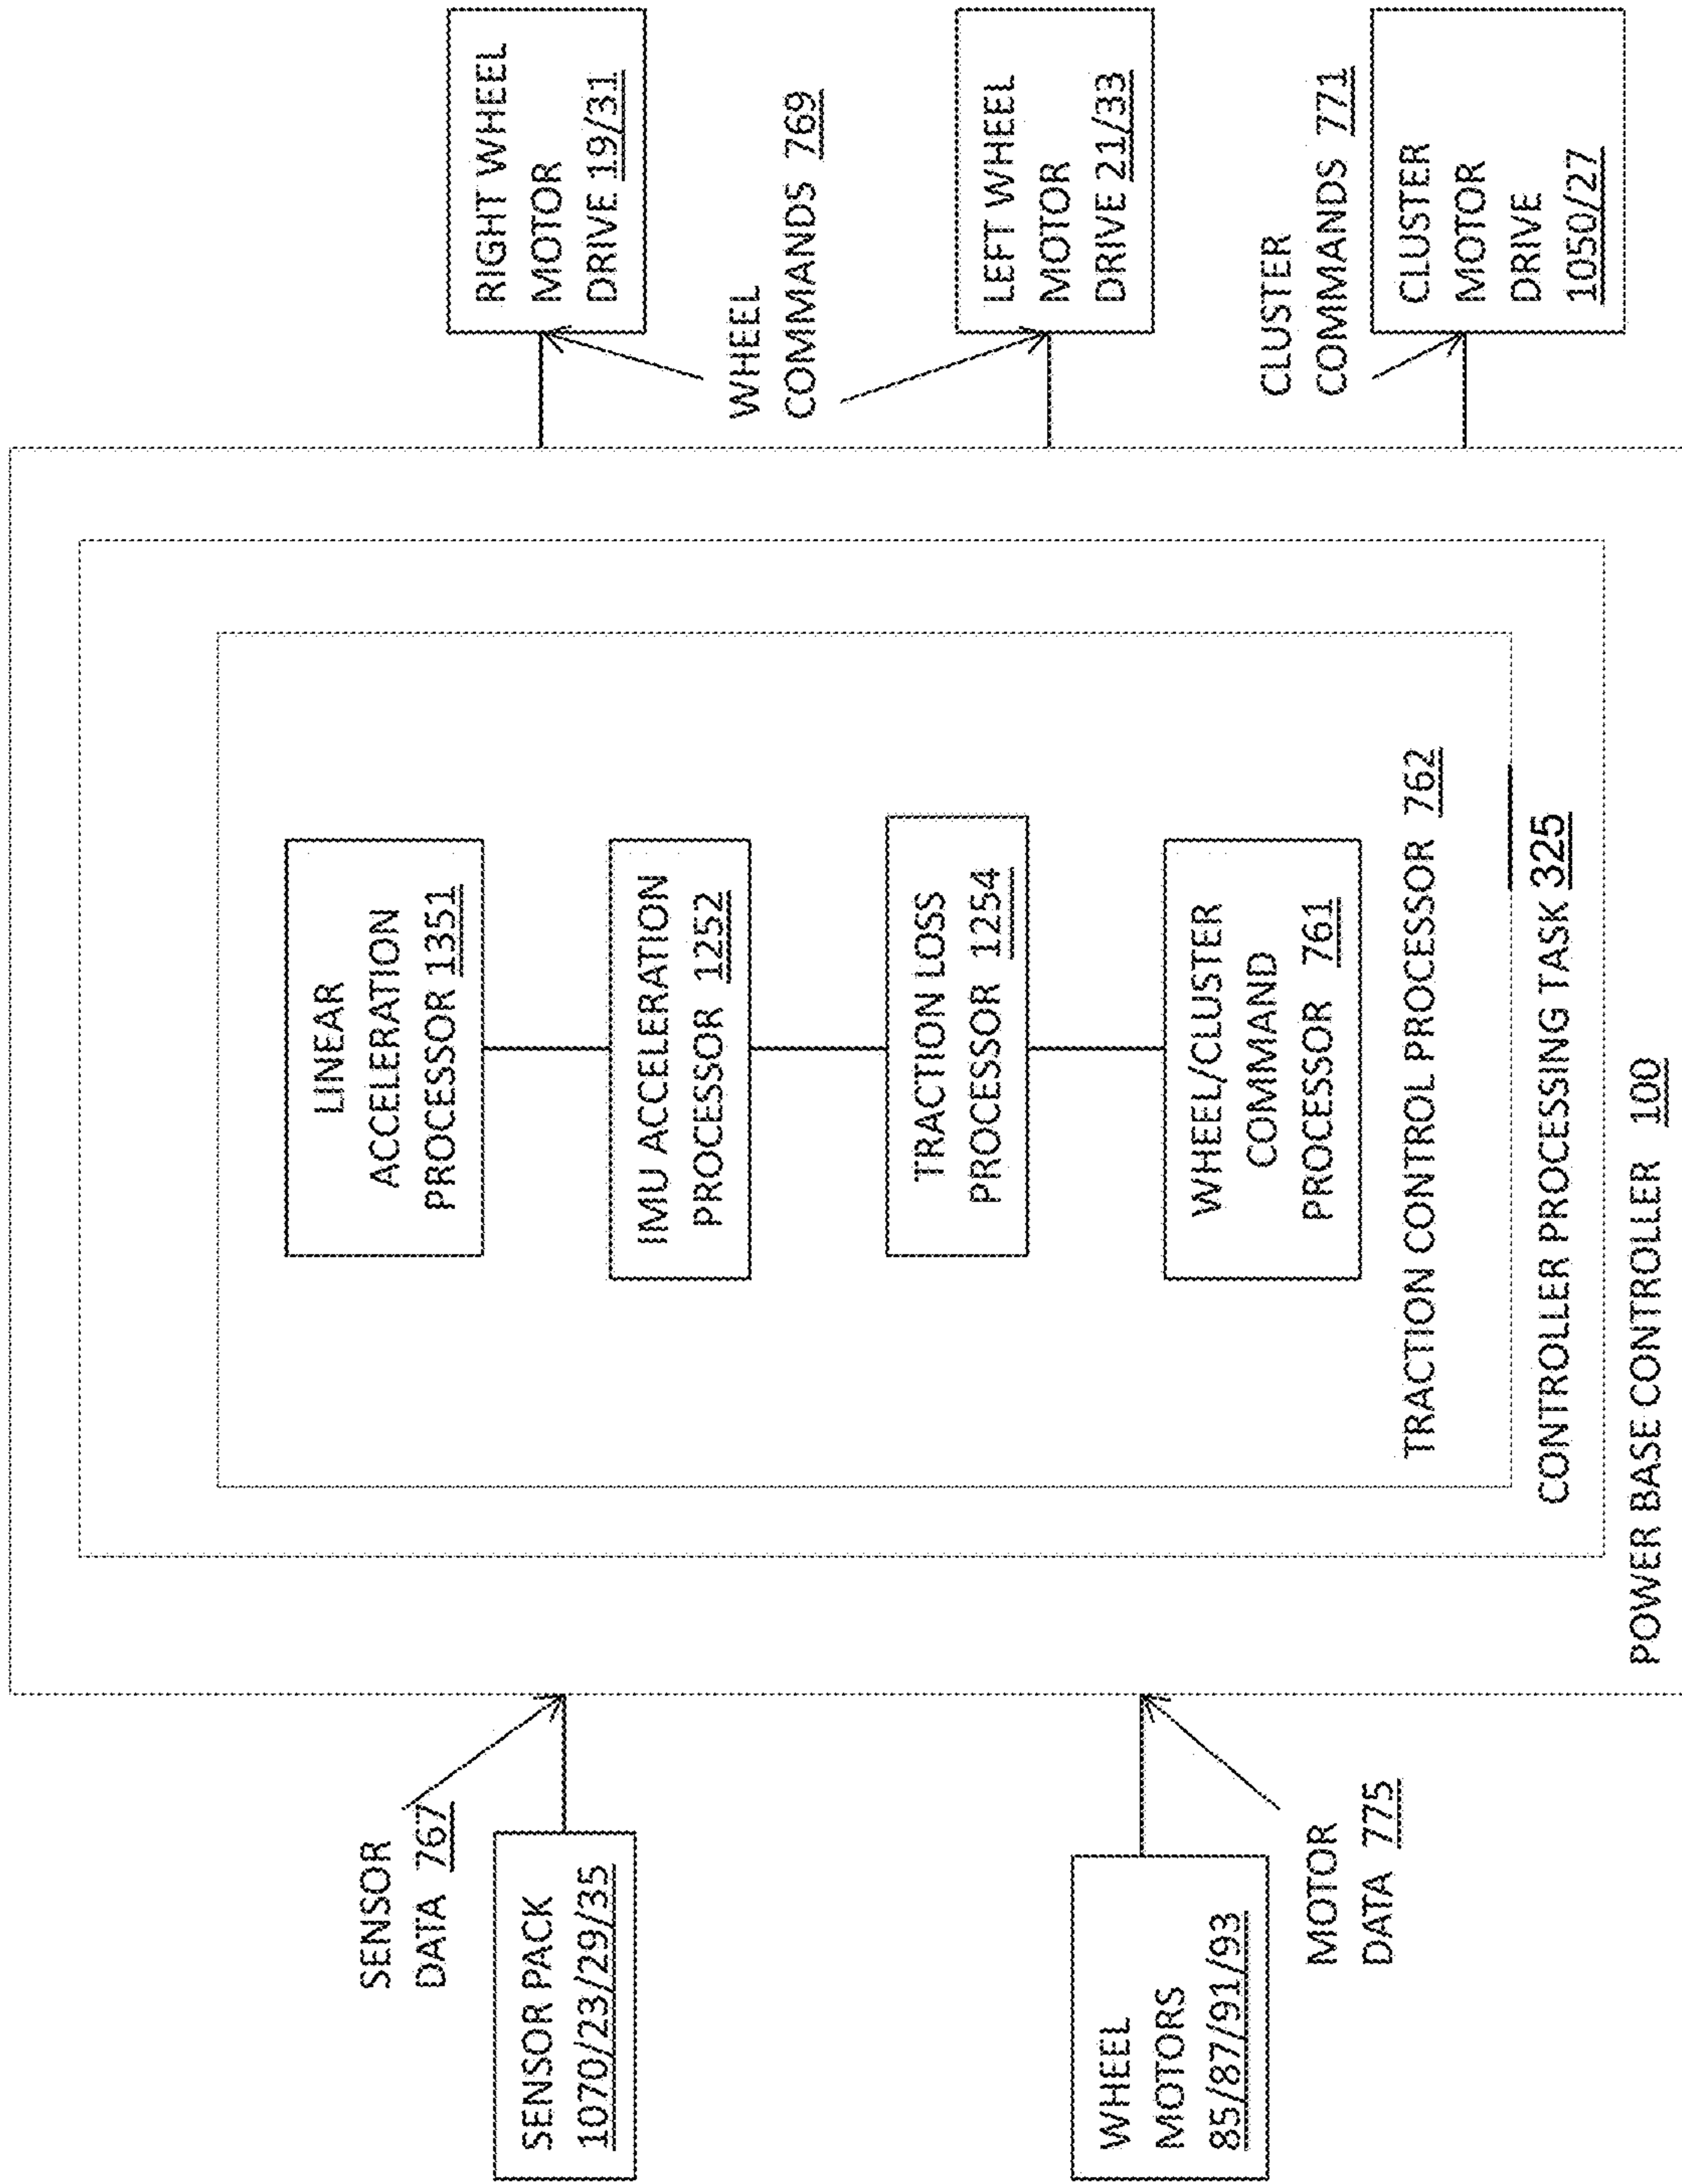 SENSOR
DATA 767
SENSOR PACK
1070/23/29/35
WHEEL
MOTORS
85/87/91/93
MOTOR
DATA 775
LINEAR
ACCELERATION
PROCESSOR 1351
IMU ACCELERATION
PROCESSOR 1252
TRACTION LOSS
PROCESSOR 1254
WHEEL/CLUSTER
COMMAND
PROCESSOR 761
TRACTION CONTROL PROCESSOR 762
CONTROLLER PROCESSING TASK 325
POWER BASE CONTROLLER 100
RIGHT WHEEL
MOTOR
DRIVE 19/31
WHEEL
COMMANDS 769
LEFT WHEEL
MOTOR
DRIVE 21/33
CLUSTER
COMMANDS 771
CLUSTER
MOTOR
DRIVE
1050/27